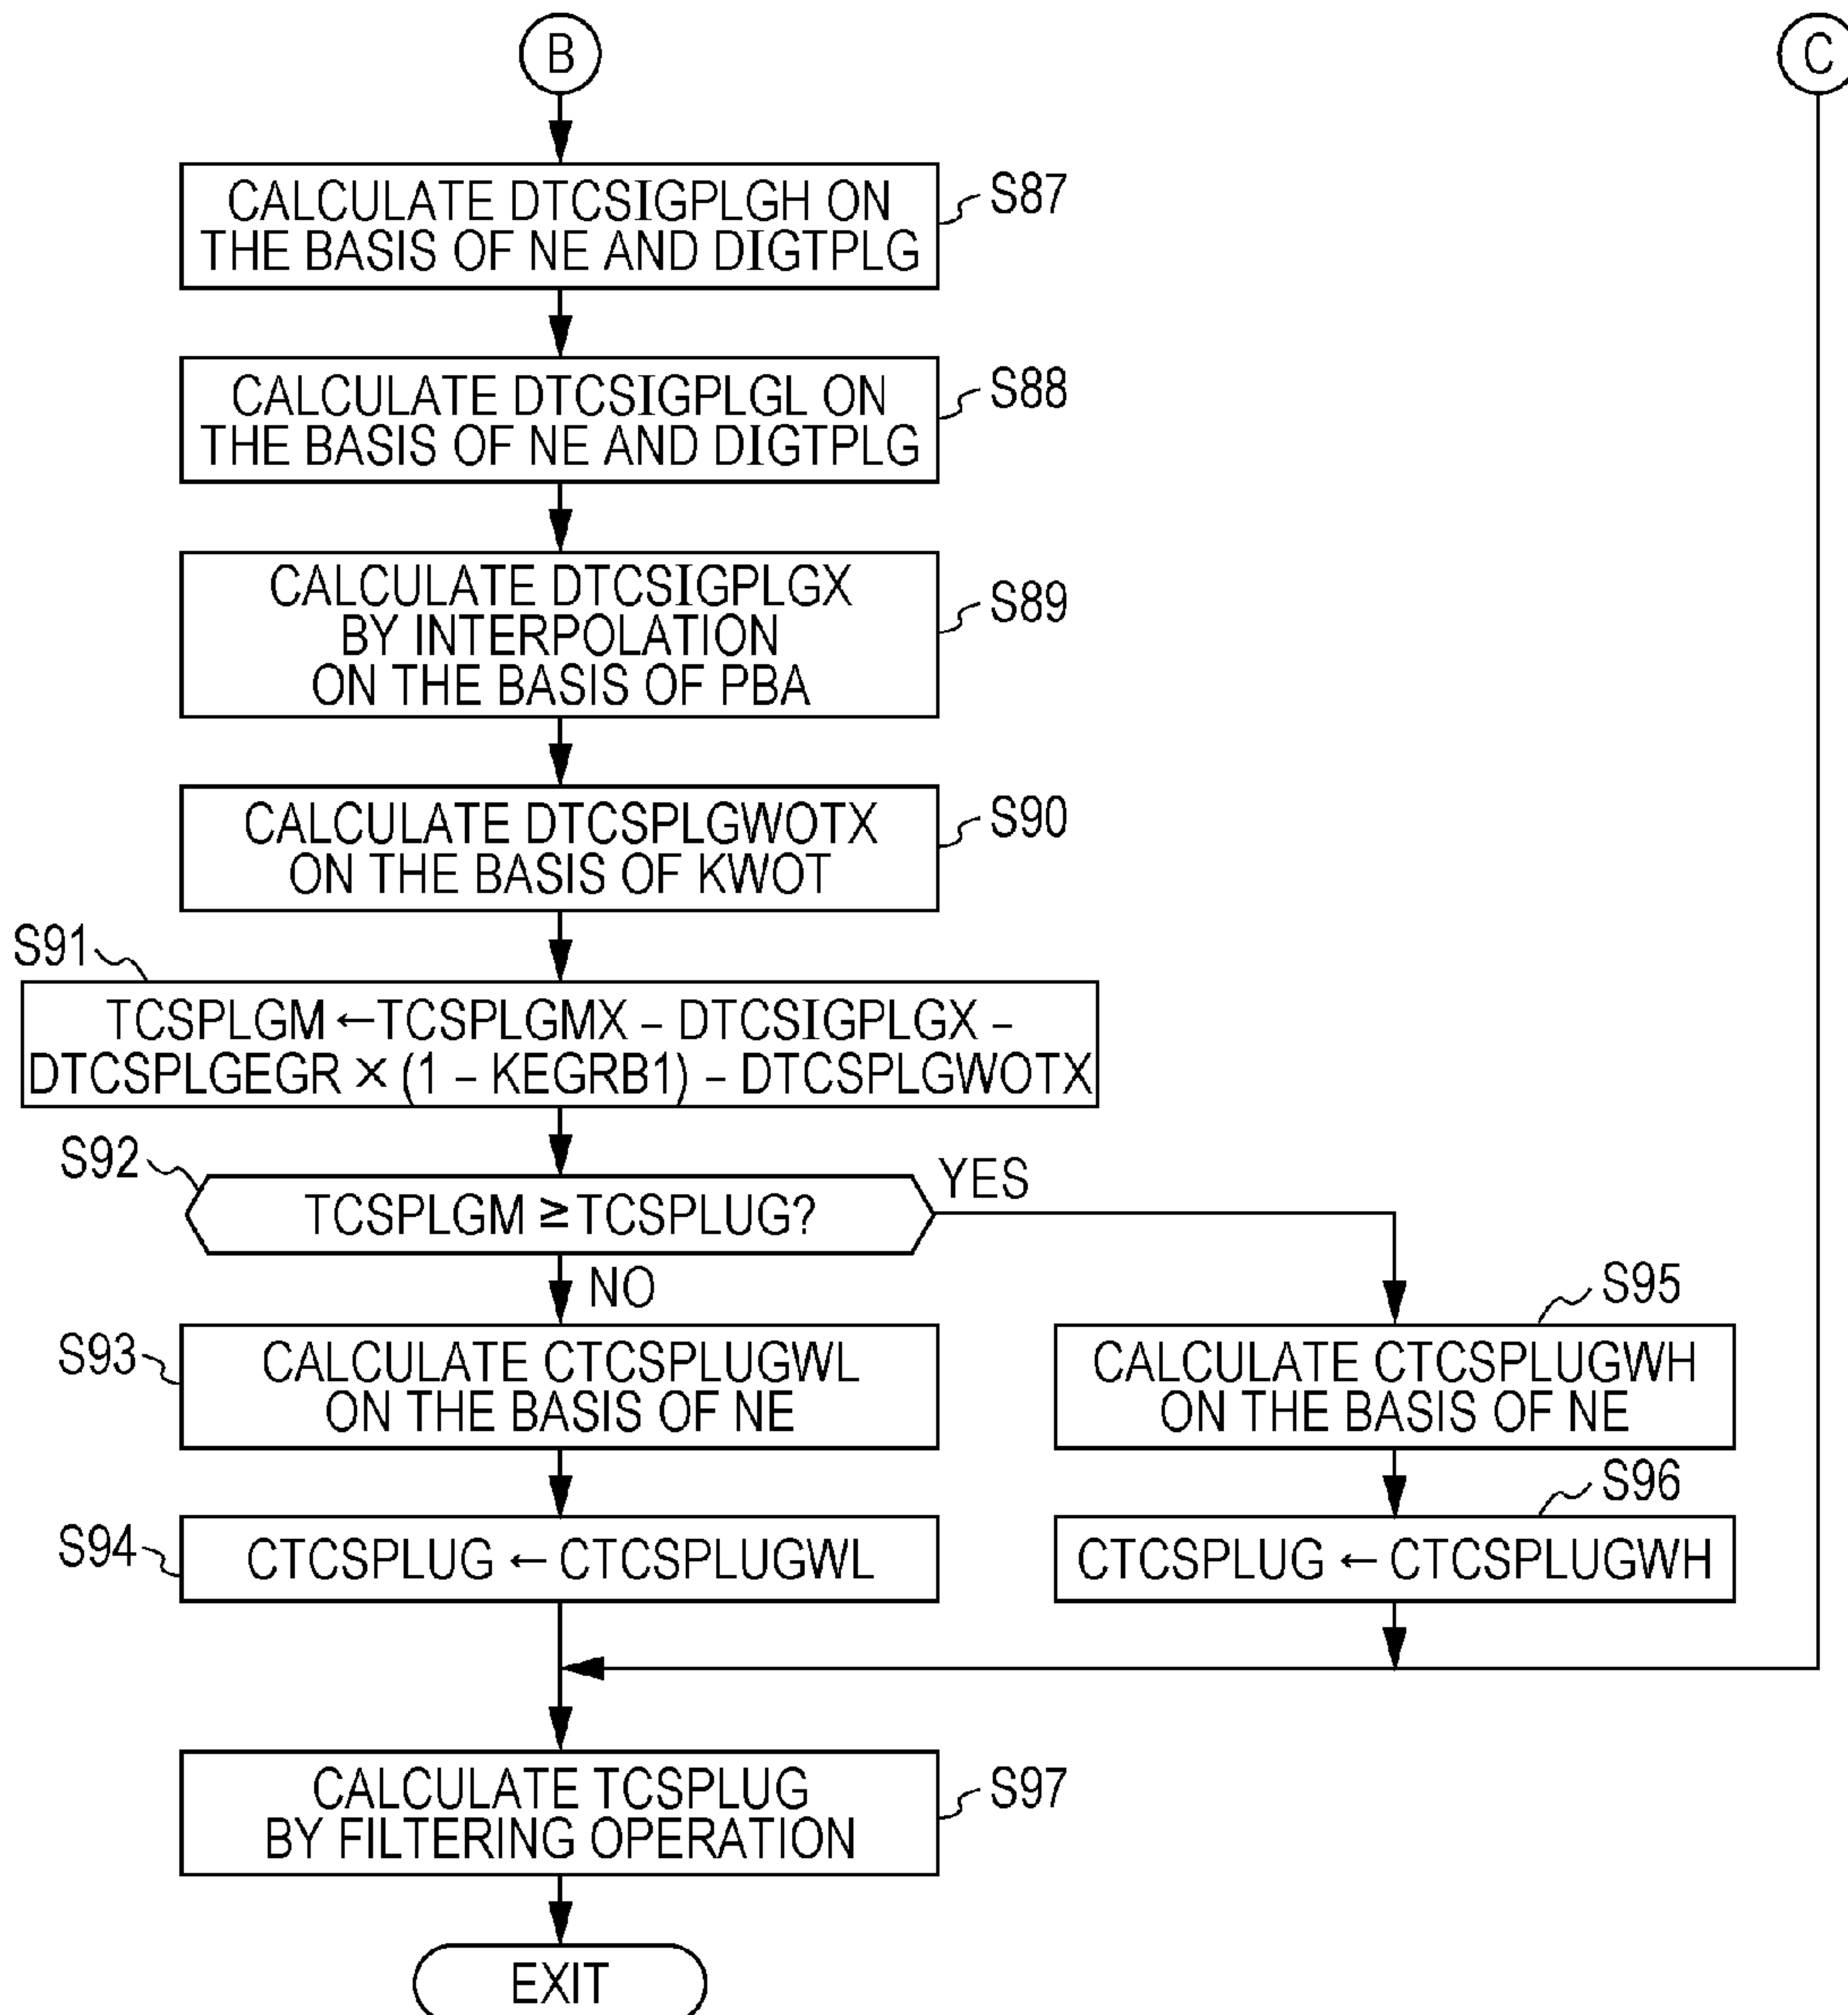 B
C
CALCULATE DTCSIGPLGH ON
THE BASIS OF NE AND DIGTPLG
S87
CALCULATE DTCSIGPLGL ON
THE BASIS OF NE AND DIGTPLG
S88
CALCULATE DTCSIGPLGX
BY INTERPOLATION
ON THE BASIS OF PBA
S89
CALCULATE DTCSPLGWOTX
ON THE BASIS OF KWOT
S90
S91
TCSPLGM ←TCSPLGMX – DTCSIGPLGX –
DTCSPLGEGR × (1 – KEGRB1) – DTCSPLGWOTX
S92
TCSPLGM ≥ TCSPLUG?
YES
NO
S93
CALCULATE CTCSPLUGWL
ON THE BASIS OF NE
S95
CALCULATE CTCSPLUGWH
ON THE BASIS OF NE
S94
CTCSPLUG ← CTCSPLUGWL
S96
CTCSPLUG ← CTCSPLUGWH
CALCULATE TCSPLUG
BY FILTERING OPERATION
S97
EXIT